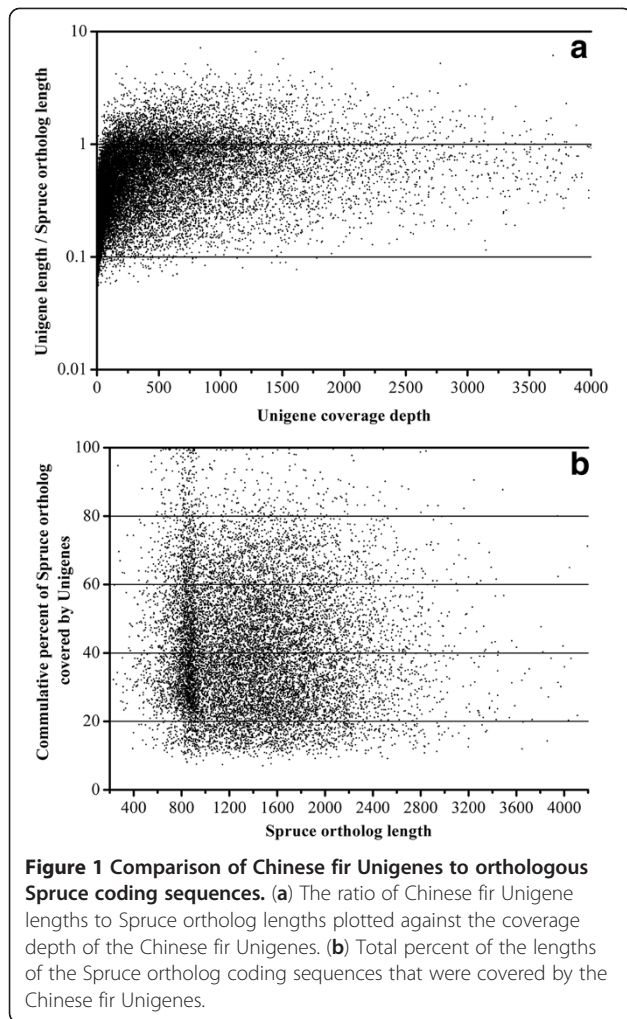 a
10
1
0.1
0.01
Unigene length / Spruce ortholog length
0 500 1000 1500 2000 2500 3000 3500 4000
Unigene coverage depth
b
100
80
60
40
20
0
Commulative percent of Spruce ortholog
covered by Unigenes
400 800 1200 1600 2000 2400 2800 3200 3600 4000
Spruce ortholog length
Figure 1 Comparison of Chinese fir Unigenes to orthologous
Spruce coding sequences. (a) The ratio of Chinese fir Unigene
lengths to Spruce ortholog lengths plotted against the coverage
depth of the Chinese fir Unigenes. (b) Total percent of the lengths
of the Spruce ortholog coding sequences that were covered by the
Chinese fir Unigenes.